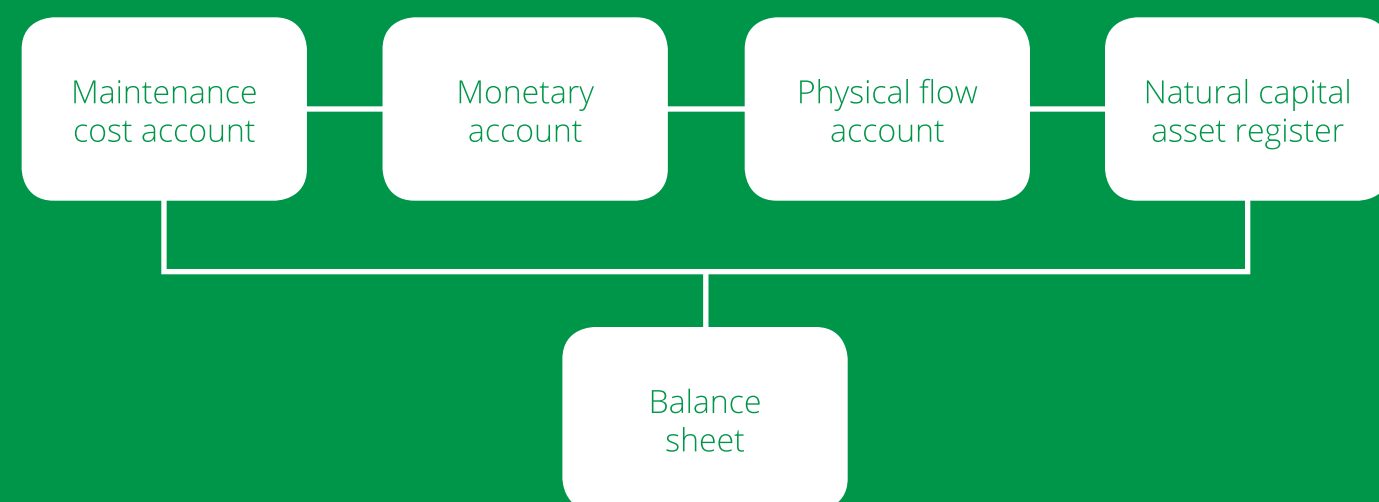 Maintenance
cost account
Monetary
account
Physical flow
account
Natural capital
asset register
Balance
sheet